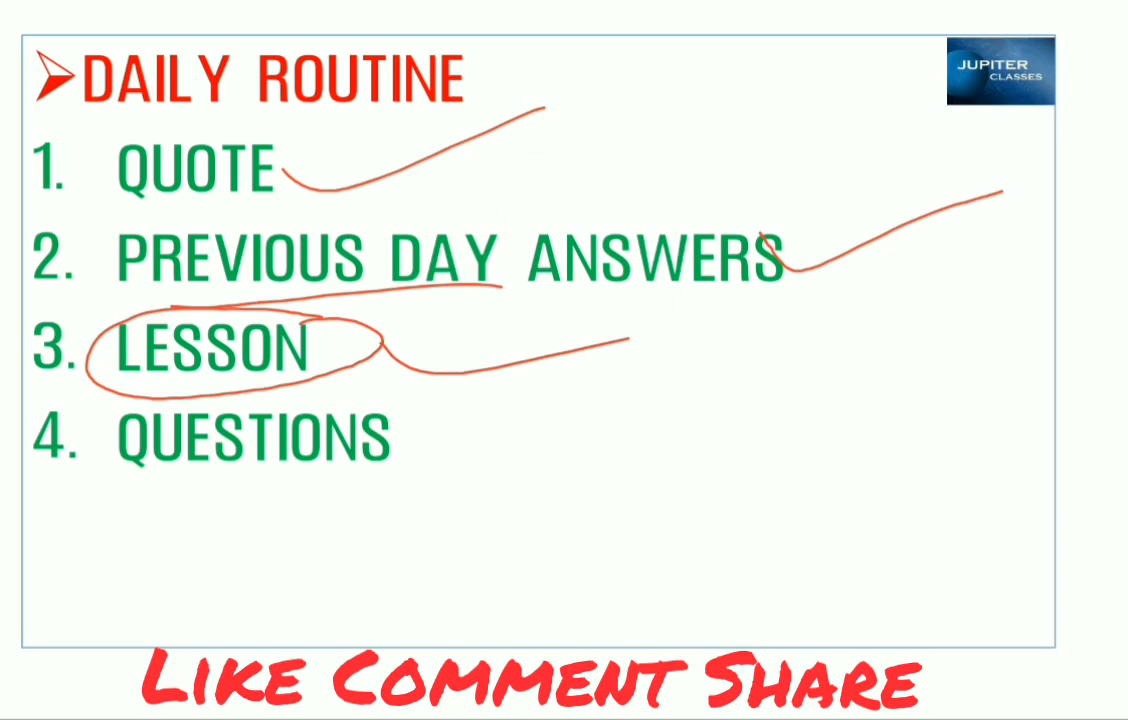 ➢DAILY ROUTINE
JUPITER
CLASSES
1. QUOTE
2. PREVIOUS DAY ANSWERS
3. LESSON
4. QUESTIONS
LIKE COMMENT SHARE